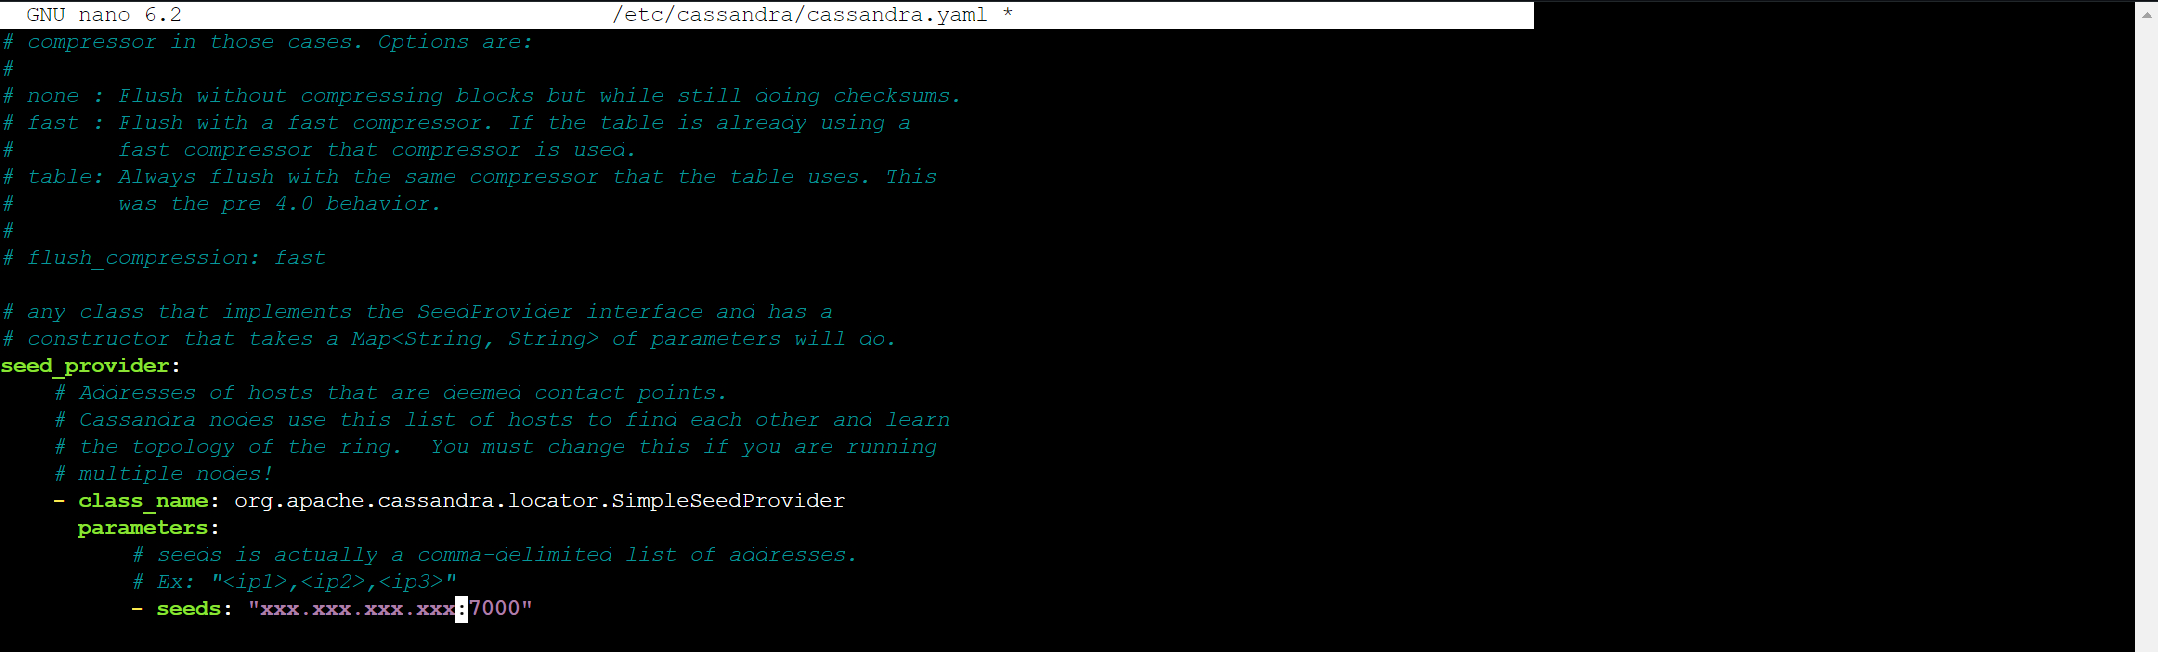 GNU nano 6.2 /etc/cassandra/cassandra.yaml *
# compressor in those cases. Options are:
#
# none : Flush without compressing blocks but while still doing checksums.
# fast : Flush with a fast compressor. If the table is already using a
#        fast compressor that compressor is used.
# table: Always flush with the same compressor that the table uses. This
#        was the pre 4.0 behavior.
#
# flush_compression: fast

# any class that implements the SeedProvider interface and has a
# constructor that takes a Map<String, String> of parameters will do.
seed_provider:
    # Addresses of hosts that are deemed contact points.
    # Cassandra nodes use this list of hosts to find each other and learn
    # the topology of the ring.  You must change this if you are running
    # multiple nodes!
    - class_name: org.apache.cassandra.locator.SimpleSeedProvider
      parameters:
          # seeds is actually a comma-delimited list of addresses.
          # Ex: "<ip1>,<ip2>,<ip3>"
          - seeds: "xxx.xxx.xxx.xxx:7000"